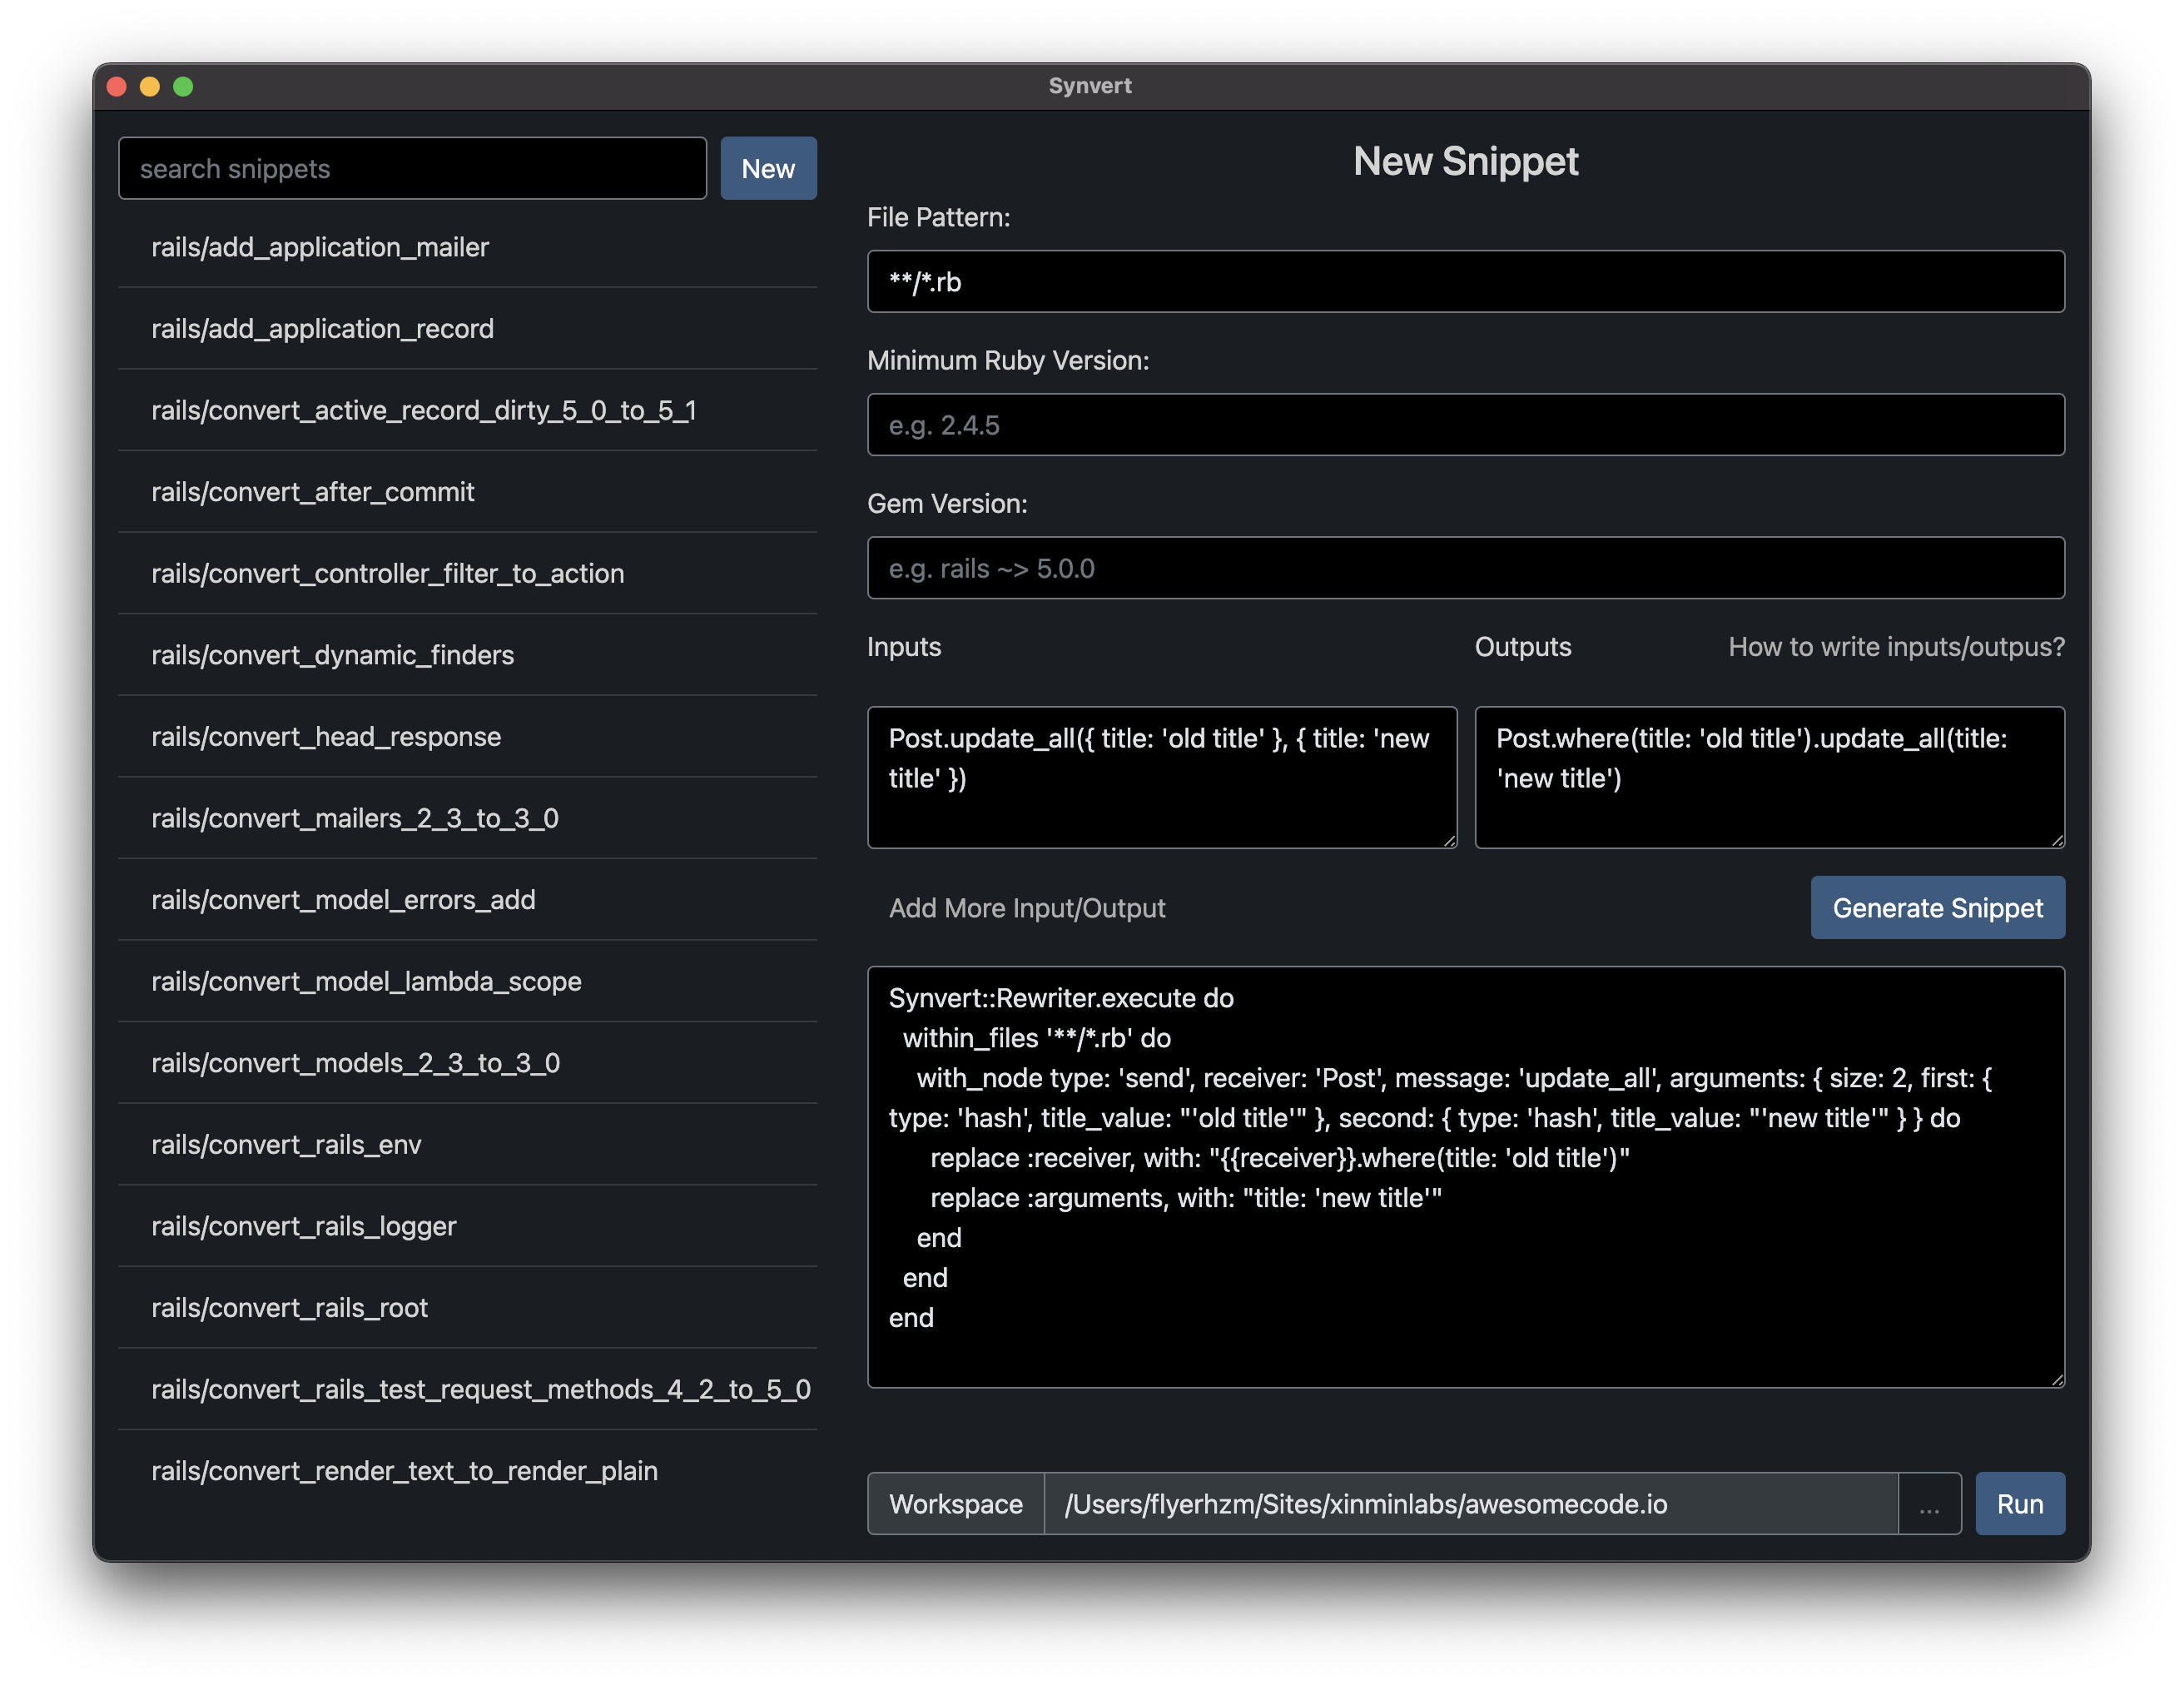 Synvert
search snippets
New
rails/add_application_mailer
rails/add_application_record
rails/convert_active_record_dirty_5_0_to_5_1
rails/convert_after_commit
rails/convert_controller_filter_to_action
rails/convert_dynamic_finders
rails/convert_head_response
rails/convert_mailers_2_3_to_3_0
rails/convert_model_errors_add
rails/convert_model_lambda_scope
rails/convert_models_2_3_to_3_0
rails/convert_rails_env
rails/convert_rails_logger
rails/convert_rails_root
rails/convert_rails_test_request_methods_4_2_to_5_0
rails/convert_render_text_to_render_plain
New Snippet
File Pattern:
**/*.rb
Minimum Ruby Version:
e.g. 2.4.5
Gem Version:
e.g. rails ~> 5.0.0
Inputs
Outputs
How to write inputs/outpus?
Post.update_all({ title: 'old title' }, { title: 'new
title' })
Post.where(title: 'old title').update_all(title:
'new title')
Add More Input/Output
Generate Snippet
Synvert::Rewriter.execute do
  within_files '**/*.rb' do
    with_node type: 'send', receiver: 'Post', message: 'update_all', arguments: { size: 2, first: {
type: 'hash', title_value: "'old title'" }, second: { type: 'hash', title_value: "'new title'" } } do
      replace :receiver, with: "{{receiver}}.where(title: 'old title')"
      replace :arguments, with: "title: 'new title'"
    end
  end
end
Workspace
/Users/flyerhzm/Sites/xinminlabs/awesomecode.io
...
Run